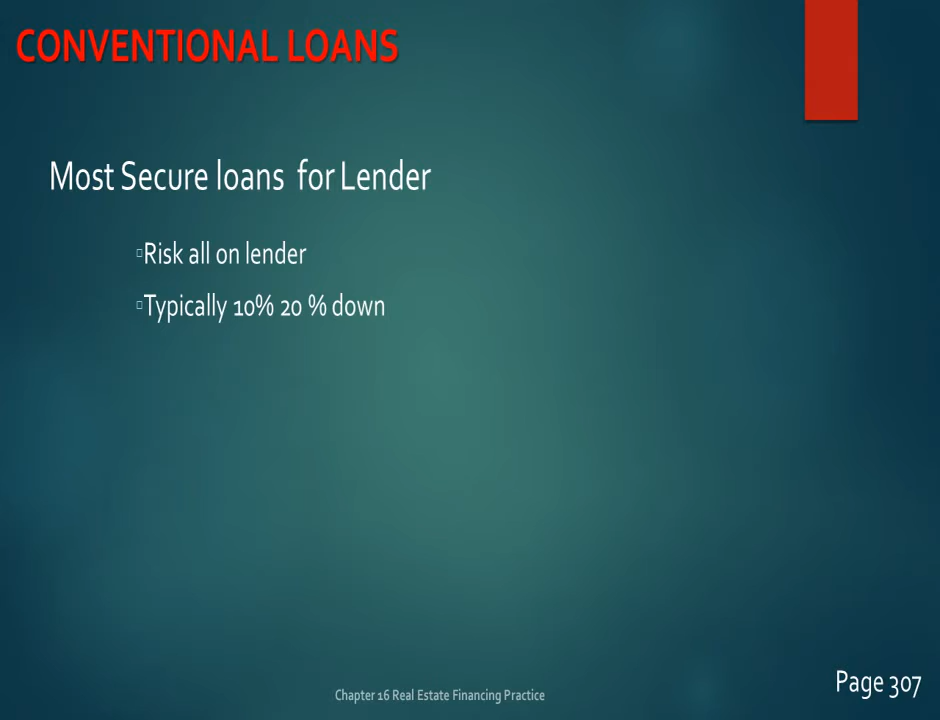 CONVENTIONAL LOANS
Most Secure loans for Lender
Risk all on lender
Typically 10% 20 % down
Chapter 16 Real Estate Financing Practice
Page 307